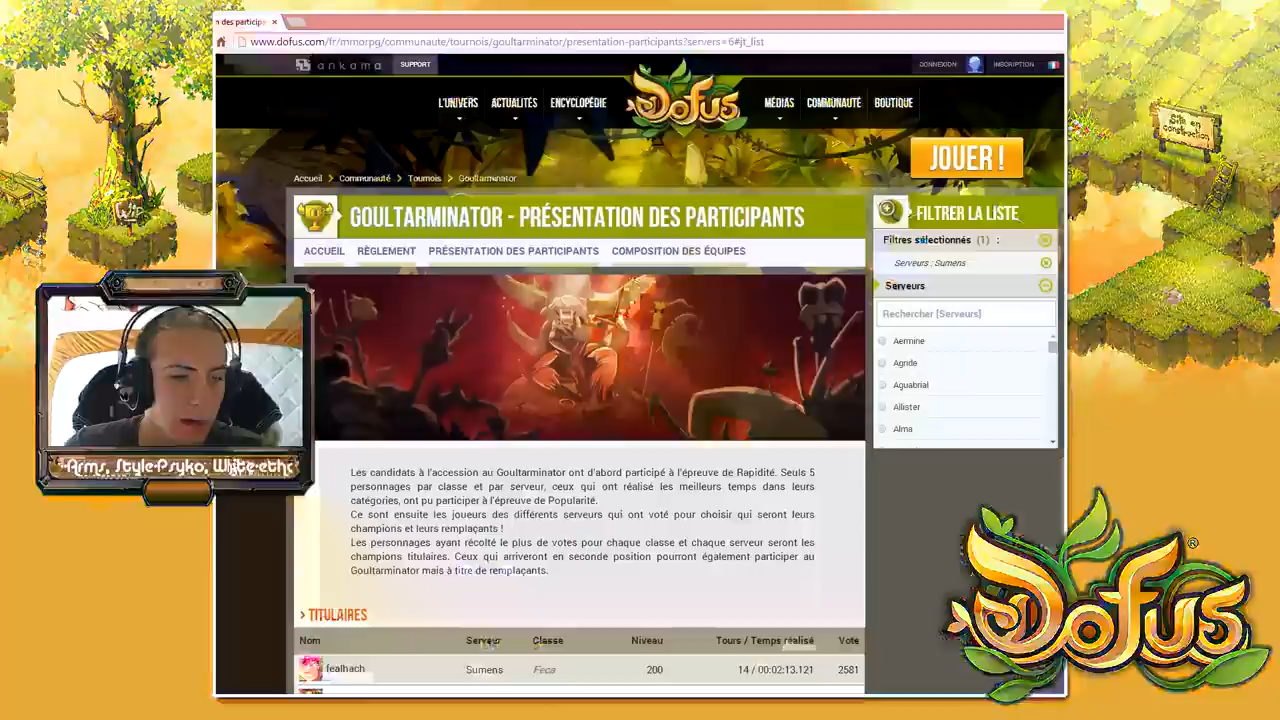 n des participa
www.dofus.com/fr/mmorpg/communaute/tournois/goultarminator/presentation-participants?servers=6#jt_list
ankama SUPPORT CONNEXION INSCRIPTION
L'UNIVERS ACTUALITÉS ENCYCLOPÉDIE DOFUS MÉDIAS COMMUNAUTÉ BOUTIQUE
Site en construction
JOUER !
Accueil > Communauté > Tournois > Goultarminator
WIP
GOULTARMINATOR - PRÉSENTATION DES PARTICIPANTS
FILTRER LA LISTE
ACCUEIL RÈGLEMENT PRÉSENTATION DES PARTICIPANTS COMPOSITION DES ÉQUIPES
Filtres sélectionnés (1) :
Serveurs : Sumens
Serveurs
Rechercher [Serveurs]
Aermine
Agride
Aguabrial
Allister
Alma
-Arms, Style-Psyko, White-eth
Les candidats à l'accession au Goultarminator ont d'abord participé à l'épreuve de Rapidité. Seuls 5
personnages par classe et par serveur, ceux qui ont réalisé les meilleurs temps dans leurs
catégories, ont pu participer à l'épreuve de Popularité.
Ce sont ensuite les joueurs des différents serveurs qui ont voté pour choisir qui seront leurs
champions et leurs remplaçants !
Les personnages ayant récolté le plus de votes pour chaque classe et chaque serveur seront les
champions titulaires. Ceux qui arriveront en seconde position pourront également participer au
Goultarminator mais à titre de remplaçants.
> TITULAIRES
Nom Serveur Classe Niveau Tours / Temps réalisé Vote
fealhach Sumens Feca 200 14 / 00:02:13.121 2581
DOFUS ®